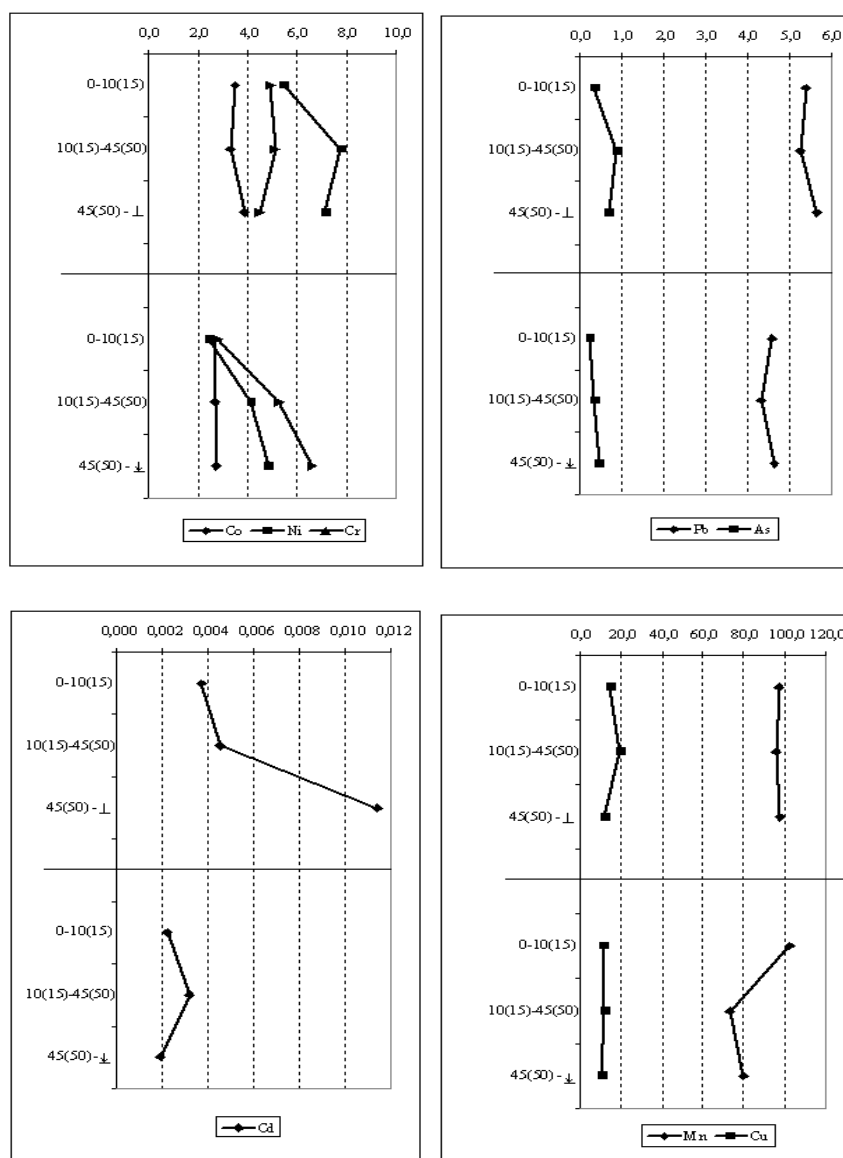 0,0 2,0 4,0 6,0 8,0 10,0
0-10(15)
10(15)-45(50)
45(50) - ⊥
0-10(15)
10(15)-45(50)
45(50) - ⊥
Co Ni Cr
0,0 1,0 2,0 3,0 4,0 5,0 6,0
0-10(15)
10(15)-45(50)
45(50) - ⊥
0-10(15)
10(15)-45(50)
45(50) - ⊥
Pb As
0,000 0,002 0,004 0,006 0,008 0,010 0,012
0-10(15)
10(15)-45(50)
45(50) - ⊥
0-10(15)
10(15)-45(50)
45(50) - ⊥
Cd
0,0 20,0 40,0 60,0 80,0 100,0 120,0
0-10(15)
10(15)-45(50)
45(50) - ⊥
0-10(15)
10(15)-45(50)
45(50) - ⊥
Mn Cu